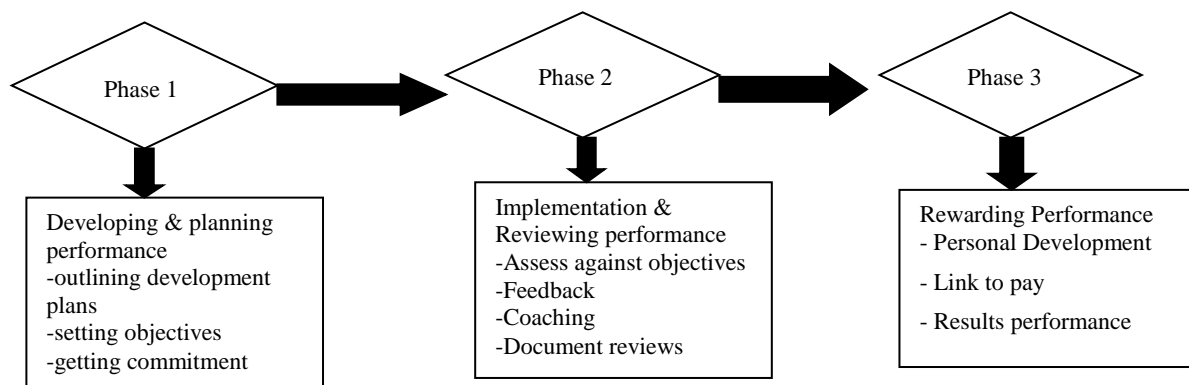 Phase 1
Phase 2
Phase 3
Developing & planning
performance
-outlining development
plans
-setting objectives
-getting commitment
Implementation &
Reviewing performance
-Assess against objectives
-Feedback
-Coaching
-Document reviews
Rewarding Performance
- Personal Development
- Link to pay
- Results performance